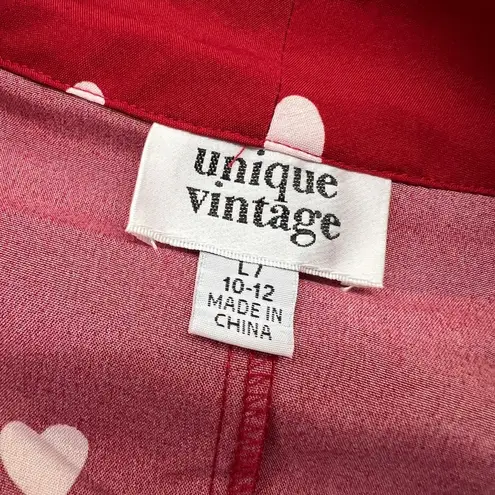 unique
vintage
L/
10-12
MADE IN
CHINA